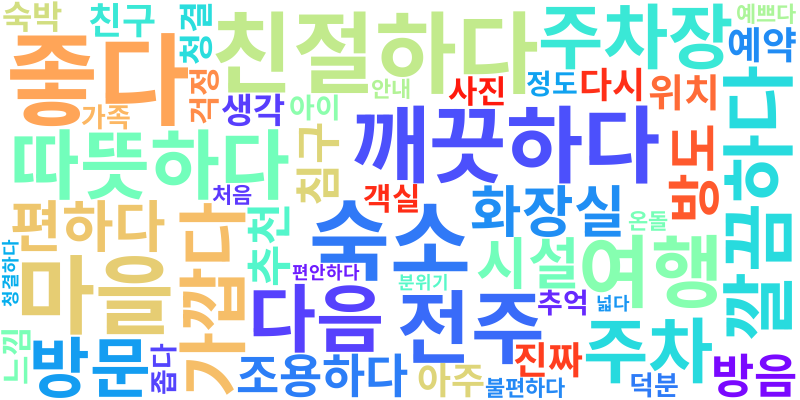 숙박
친구
청결
친절하다
주차장
예쁘다
예약
좋다
가족
걱정
생각
아이
안내
사진
정도
다시
위치
따뜻하다
침구
깨끗하다
방도
깔끔하다
처음
객실
화장실
온돌
편하다
마음
가깝다
추천
숙소
시설
여행
청결하다
편안하다
분위기
다음
전주
추억
넓다
주차
느낌
방문
좁다
조용하다
아주
불편하다
진짜
덕분
방음